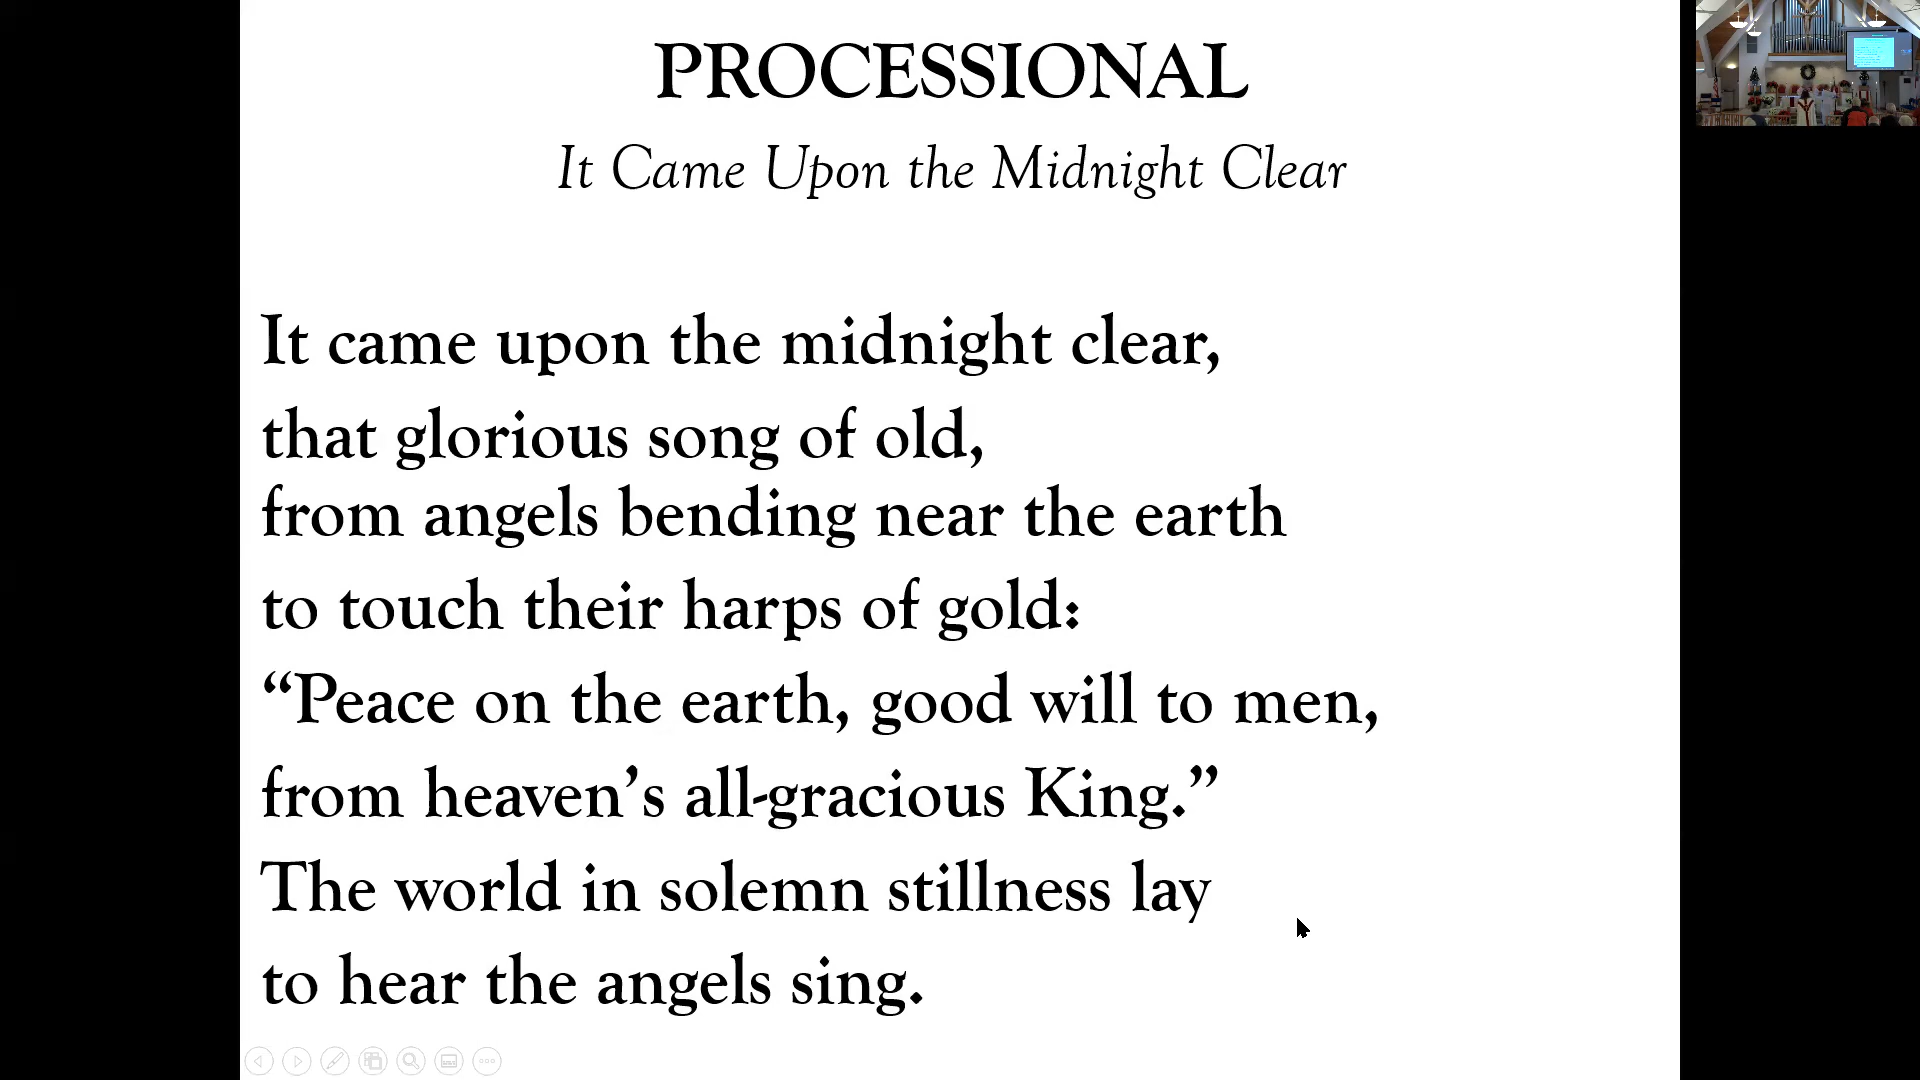 PROCESSIONAL
It Came Upon the Midnight Clear
It came upon the midnight clear,
that glorious song of old,
from angels bending near the earth
to touch their harps of gold:
“Peace on the earth, good will to men,
from heaven’s all-gracious King.”
The world in solemn stillness lay
to hear the angels sing.